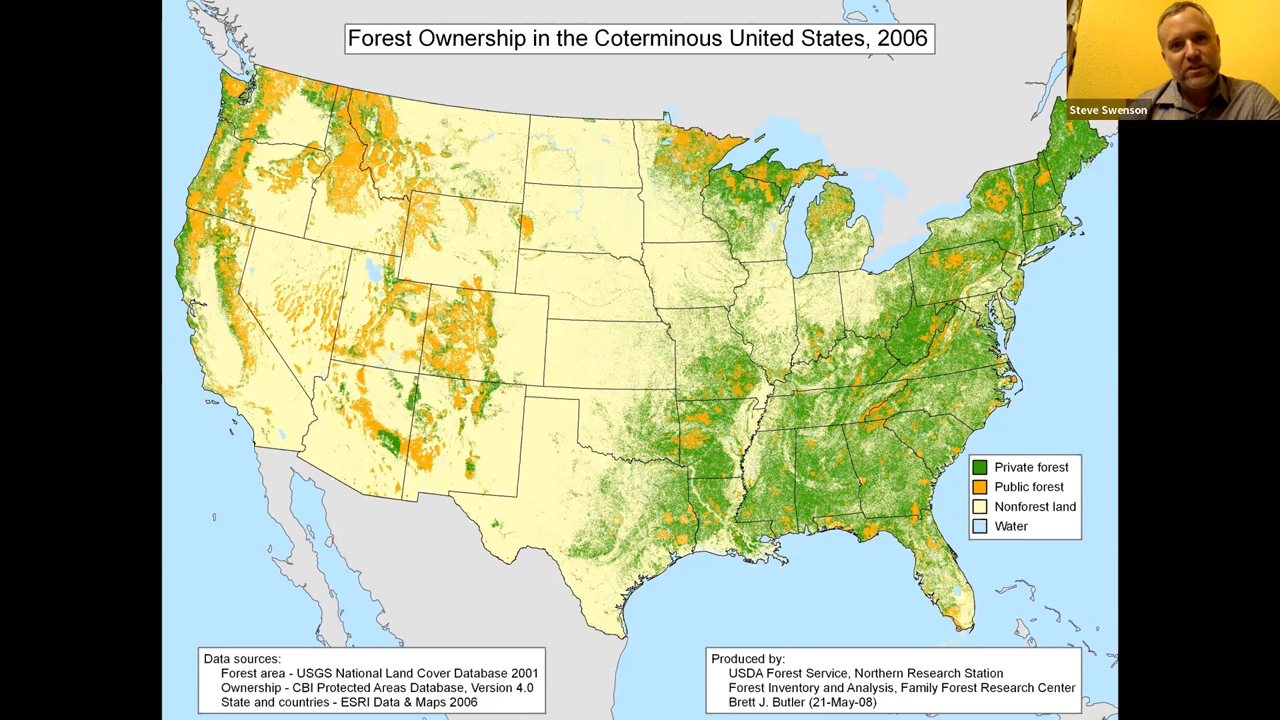 Forest Ownership in the Coterminous United States, 2006
Steve Swenson
Private forest
Public forest
Nonforest land
Water
Data sources:
Forest area - USGS National Land Cover Database 2001
Ownership - CBI Protected Areas Database, Version 4.0
State and countries - ESRI Data & Maps 2006
Produced by:
USDA Forest Service, Northern Research Station
Forest Inventory and Analysis, Family Forest Research Center
Brett J. Butler (21-May-08)